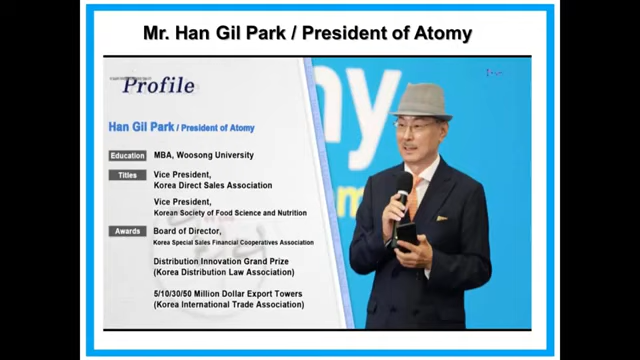 Mr. Han Gil Park / President of Atomy
Profile
Han Gil Park / President of Atomy
Education MBA, Woosong University
Titles Vice President,
Korea Direct Sales Association
Vice President,
Korean Society of Food Science and Nutrition
Awards Board of Director,
Korea Special Sales Financial Cooperatives Association
Distribution Innovation Grand Prize
(Korea Distribution Law Association)
5/10/30/50 Million Dollar Export Towers
(Korea International Trade Association)
my
m